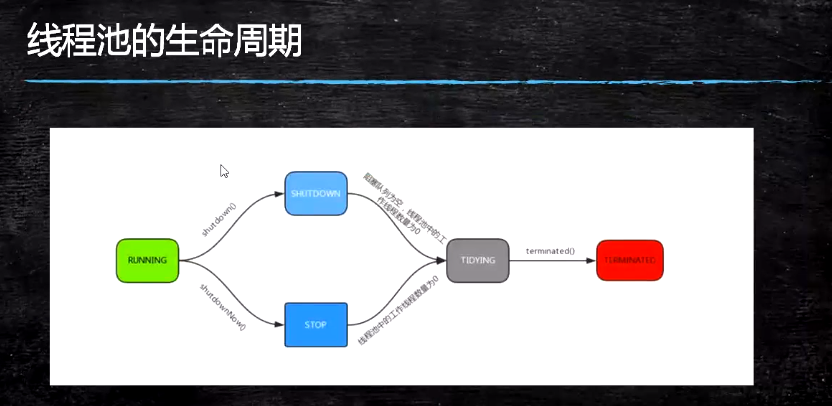 线程池的生命周期
SHUTDOWN
阻塞队列为空，线程池中的工
作线程数量为0
shutdown()
RUNNING
TIDYING
terminated()
TERMINATED
shutdownNow()
STOP
线程池中的工作线程数量为0